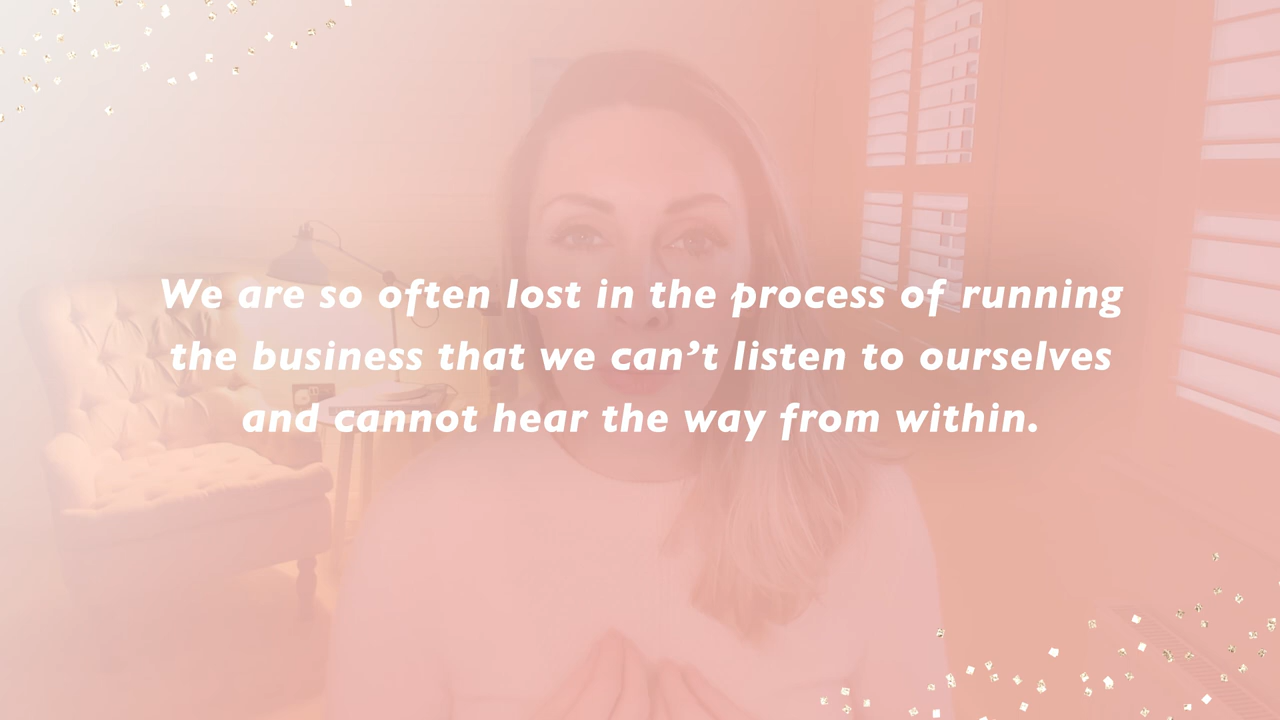 We are so often lost in the process of running
the business that we can’t listen to ourselves
and cannot hear the way from within.